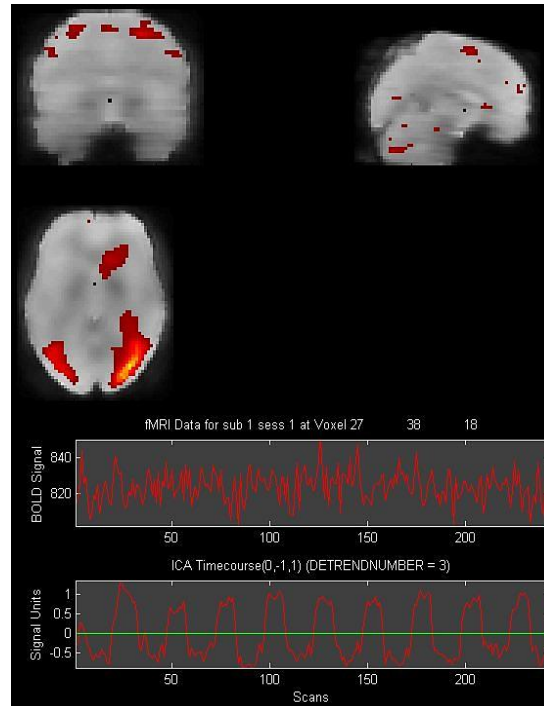 fMRI Data for sub 1 sess 1 at Voxel 27 38 18
BOLD Signal
840
820
50 100 150 200
ICA Timecourse(0,-1,1) (DETRENDNUMBER = 3)
Signal Units
1
0.5
0
-0.5
50 100 150 200
Scans